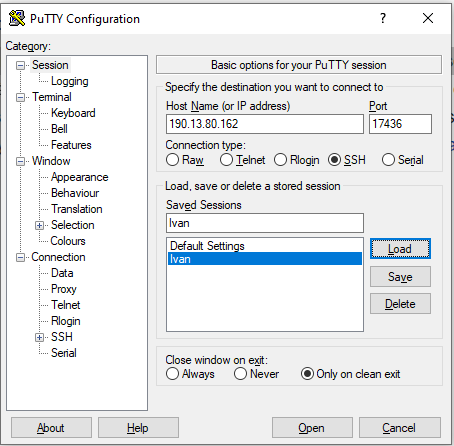 PuTTY Configuration
?
Category:
Session
Logging
Terminal
Keyboard
Bell
Features
Window
Appearance
Behaviour
Translation
Selection
Colours
Connection
Data
Proxy
Telnet
Rlogin
SSH
Serial
Basic options for your PuTTY session
Specify the destination you want to connect to
Host Name (or IP address) Port
190.13.80.162 17436
Connection type:
Raw Telnet Rlogin SSH Serial
Load, save or delete a stored session
Saved Sessions
Ivan
Default Settings
Ivan
Load
Save
Delete
Close window on exit:
Always Never Only on clean exit
About Help Open Cancel